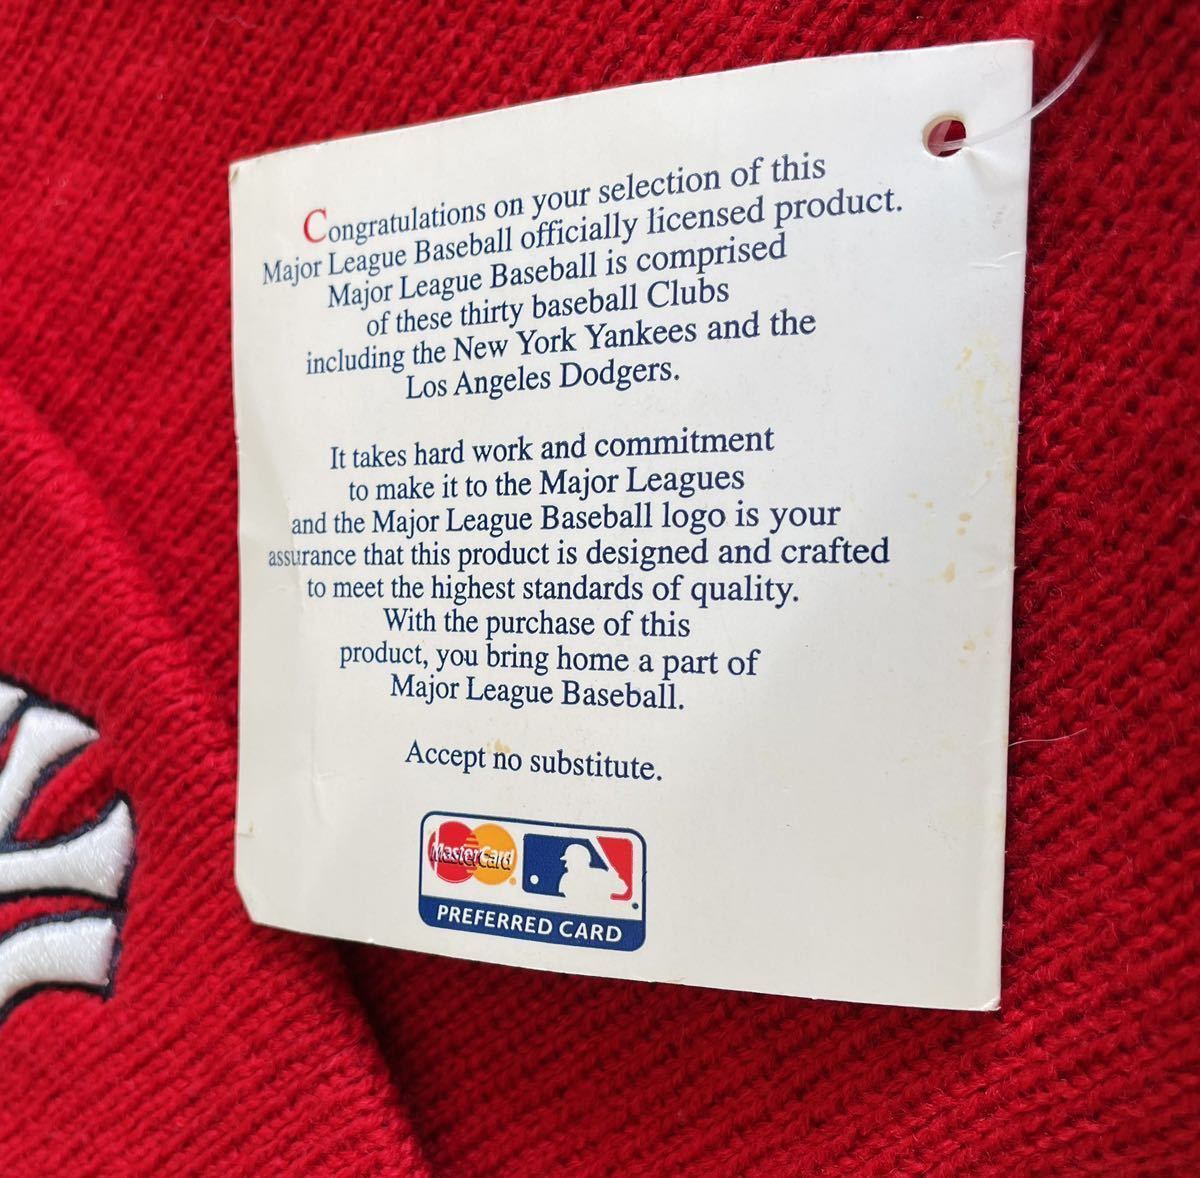 Congratulations on your selection of this
Major League Baseball officially licensed product.
Major League Baseball is comprised
of these thirty baseball Clubs
including the New York Yankees and the
Los Angeles Dodgers.
It takes hard work and commitment
to make it to the Major Leagues
and the Major League Baseball logo is your
assurance that this product is designed and crafted
to meet the highest standards of quality.
With the purchase of this
product, you bring home a part of
Major League Baseball.
Accept no substitute.
MasterCard
PREFERRED CARD